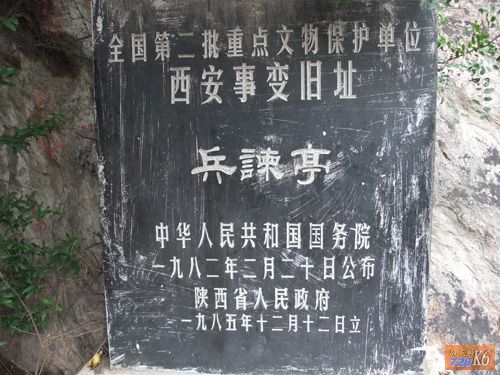 全国第二批重点文物保护单位
西安事变旧址
兵諫亭
中华人民共和国国务院
一九八二年二月二十日公布
陕西省人民政府
一九八五年十二月十二日立
728K6